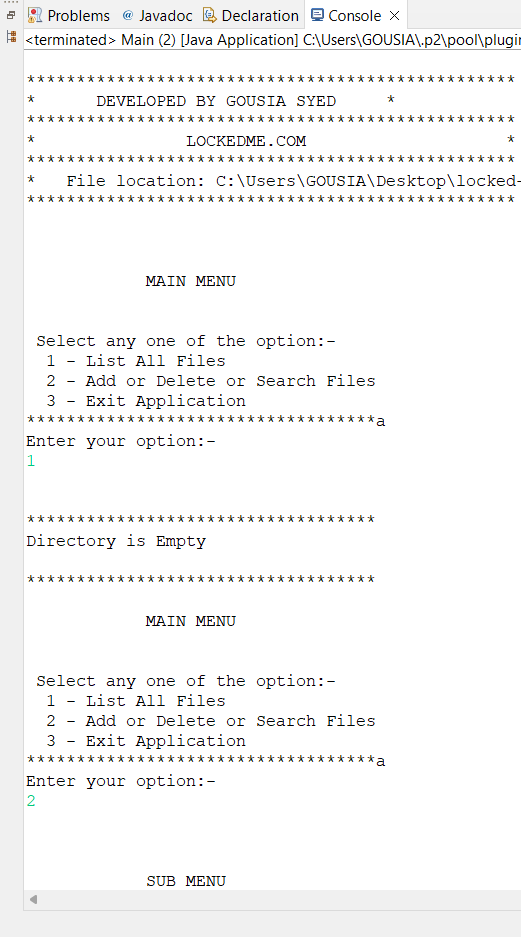 Problems @ Javadoc Declaration Console
<terminated> Main (2) [Java Application] C:\Users\GOUSIA\.p2\pool\plugin
*************************************************
* DEVELOPED BY GOUSIA SYED *
*************************************************
* LOCKEDME.COM *
*************************************************
* File location: C:\Users\GOUSIA\Desktop\locked-
*************************************************
MAIN MENU
Select any one of the option:-
1 - List All Files
2 - Add or Delete or Search Files
3 - Exit Application
***********************************a
Enter your option:-
1
***********************************
Directory is Empty
***********************************
MAIN MENU
Select any one of the option:-
1 - List All Files
2 - Add or Delete or Search Files
3 - Exit Application
***********************************a
Enter your option:-
2
SUB MENU